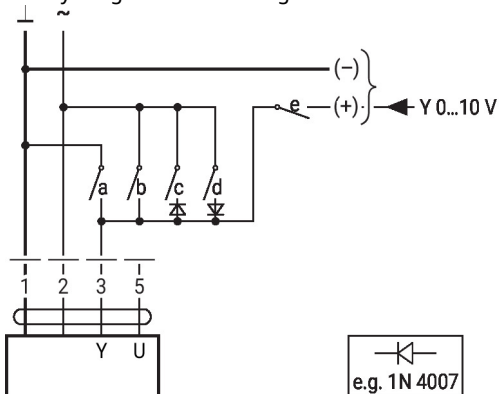 ⊥ ~
(−)
e (+) Y 0...10 V
a b c d
1 2 3 5
Y U
e.g. 1N 4007